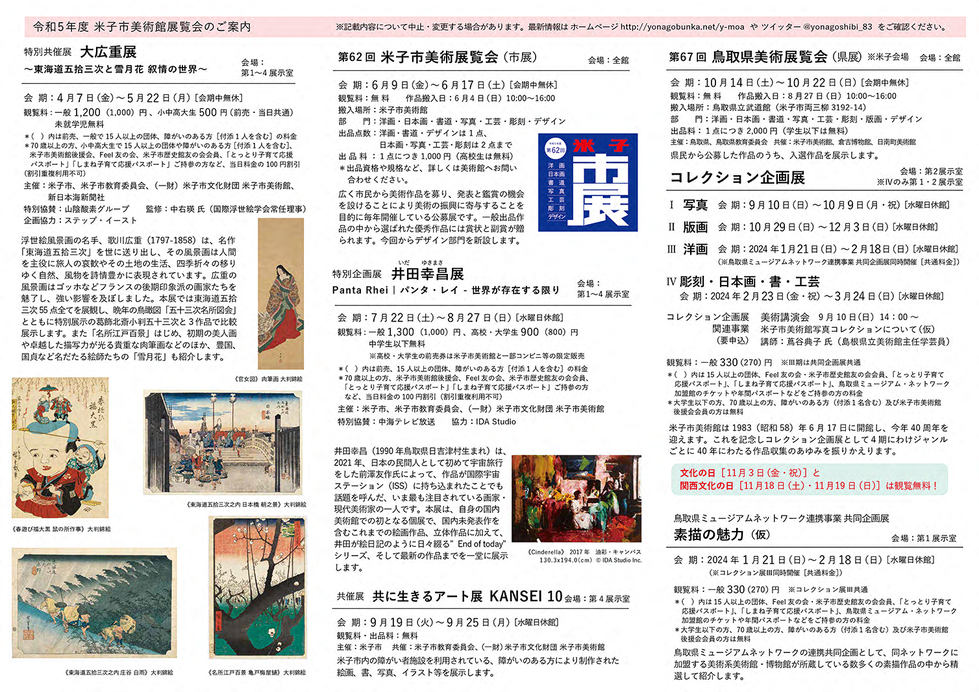 令和5年度 米子市美術館展覧会のご案内
※記載内容について中止・変更する場合があります。最新情報は ホームページ http://yonagobunka.net/y-moa や ツイッター @yonagoshibi_83 をご確認ください。
特別共催展 大広重展
～東海道五拾三次と雪月花 叙情の世界～
会場：
第1～4展示室
会 期：4月7日（金）～5月22日（月）[会期中無休]
観覧料：一般 1,200（1,000）円 、小中高大生 500円（前売・当日共通）
未就学児無料
＊（ ）内は前売、一般で15人以上の団体、障がいのある方［付添1人を含む］の料金
＊70歳以上の方、小中高大生で15人以上の団体や障がいのある方［付添1人を含む］、
米子市美術館後援会、Feel友の会、米子市歴史館友の会会員、「とっとり子育て応援
パスポート」「しまね子育て応援パスポート」ご持参の方など、当日料金の100円割引
（割引重複利用不可）
主催：米子市、米子市教育委員会、（一財）米子市文化財団 米子市美術館、
新日本海新聞社
特別協賛：山陰酸素グループ 監修：中右瑛 氏（国際浮世絵学会常任理事）
企画協力：ステップ・イースト
浮世絵風景画の名手、歌川広重（1797-1858）は、名作
「東海道五拾三次」を世に送り出し、その風景画は人間
を主役に旅人の哀歓やその土地の生活、四季折々の移り
ゆく自然、風物を詩情豊かに表現されています。広重の
風景画はゴッホなどフランスの後期印象派の画家たちを
魅了し、強い影響を及ぼしました。本展では東海道五拾
三次55点全てを展観し、晩年の鳥瞰図「五十三次名所図会」
とともに特別展示の葛飾北斎小判五十三次と3作品で比較
展示します。また「名所江戸百景」はじめ、初期の美人画
や卓越した描写力が光る貴重な肉筆画などのほか、豊国、
国貞など名だたる絵師たちの「雪月花」も紹介します。
《官女図》肉筆画 大判錦絵
《春遊び福大黒 鼠の所作事》大判錦絵
《東海道五拾三次之内 日本橋 朝之景》大判錦絵
《東海道五拾三次之内 庄谷 白雨》大判錦絵
《名所江戸百景 亀戸梅屋舗》大判錦絵
第62回 米子市美術展覧会（市展）
会場：全館
会 期：6月9日（金）～6月17日（土）[会期中無休]
観覧料：無 料 作品搬入日：6月4日（日）10:00～16:00
搬入場所：米子市美術館
部 門：洋画・日本画・書道・写真・工芸・彫刻・デザイン
出品点数：洋画・書道・デザインは1点、
日本画・写真・工芸・彫刻は2点まで
出 品 料：1点につき1,000円（高校生は無料）
＊出品資格や規格など、詳しくは美術館へお問い
合わせください。
広く市民から美術作品を募り、発表と鑑賞の機会
を設けることにより美術の振興に寄与することを
目的に毎年開催している公募展です。一般出品作
品の中から選ばれた優秀作品には賞状と副賞が贈
られます。今回からデザイン部門を新設します。
第62回
米子
市展
洋画
日本画
書道
写真
工芸
彫刻
デザイン
特別企画展 井田幸昌展
いだ ゆきまさ
Panta Rhei｜パンタ・レイ - 世界が存在する限り
会場：
第1～4展示室
会 期：7月22日（土）～8月27日（日）[水曜日休館]
観覧料：一般 1,300（1,000）円、高校・大学生 900（800）円
中学生以下無料
※高校・大学生の前売券は米子市美術館と一部コンビニ等の限定販売
＊（ ）内は前売、15人以上の団体、障がいのある方［付添1人を含む］の料金
＊70歳以上の方、米子市美術館後援会、Feel友の会、米子市歴史館友の会会員、
「とっとり子育て応援パスポート」「しまね子育て応援パスポート」ご持参の方
など、当日料金の100円割引（割引重複利用不可）
主催：米子市、米子市教育委員会、（一財）米子市文化財団 米子市美術館
特別協賛：中海テレビ放送 協力：IDA Studio
井田幸昌（1990年鳥取県日吉津村生まれ）は、
2021年、日本の民間人として初めて宇宙旅行
をした前澤友作氏によって、作品が国際宇宙
ステーション（ISS）に持ち込まれたことでも
話題を呼んだ、いま最も注目されている画家・
現代美術家の一人です。本展は、自身の国内
美術館での初となる個展で、国内未発表作を
含むこれまでの絵画作品、立体作品に加えて、
井田が絵日記のように日々綴る" End of today"
シリーズ、そして最新の作品までを一堂に展示
します。
《Cinderella》 2017年 油彩・キャンバス
130.3x194.0(cm) © IDA Studio Inc.
共催展 共に生きるアート展 KANSEI 10 会場：第4展示室
会 期：9月19日（火）～9月25日（月）[水曜日休館]
観覧料・出品料：無料
主催：米子市 共催：米子市教育委員会、（一財）米子市文化財団 米子市美術館
米子市内の障がい者施設を利用されている、障がいのある方により制作された
絵画、書、写真、イラスト等を展示します。
第67回 鳥取県美術展覧会（県展）※米子会場 会場：全館
会 期：10月14日（土）～10月22日（日）[会期中無休]
観覧料：無 料 作品搬入日：8月27日（日）10:00～16:00
搬入場所：鳥取県立武道館（米子市両三柳3192-14）
部 門：洋画・日本画・書道・写真・工芸・彫刻・版画・デザイン
出品料：1点につき2,000円（学生以下は無料）
主催：鳥取県、鳥取県教育委員会 共催：米子市美術館、倉吉博物館、日南町美術館
県民から公募した作品のうち、入選作品を展示します。
コレクション企画展
会場：第2展示室
※Ⅳのみ第1・2展示室
Ⅰ 写真 会 期：9月10日（日）～10月9日（月・祝）[水曜日休館]
Ⅱ 版画 会 期：10月29日（日）～12月3日（日）[水曜日休館]
Ⅲ 洋画 会 期：2024年1月21日（日）～2月18日（日）[水曜日休館]
（※鳥取県ミュージアムネットワーク連携事業 共同企画展同時開催［共通料金］）
Ⅳ 彫刻・日本画・書・工芸
会 期：2024年2月23日（金・祝）～3月24日（日）[水曜日休館]
コレクション企画展 美術講演会 9月10日（日）14：00～
関連事業 米子市美術館写真コレクションについて（仮）
（要申込） 講師：蔦谷典子 氏（島根県立美術館主任学芸員）
観覧料：一般 330（270）円 ※Ⅲ期は共同企画展共通
＊（ ）内は15人以上の団体、Feel友の会・米子市歴史館友の会会員、「とっとり子育て
応援パスポート」、「しまね子育て応援パスポート」、鳥取県ミュージアム・ネットワーク
加盟館のチケットや年間パスポートなどをご持参の方の料金
＊大学生以下の方、70歳以上の方、障がいのある方（付添1名含む）及び米子市美術館
後援会会員の方は無料
米子市美術館は1983（昭和58）年6月17日に開館し、今年40周年を
迎えます。これを記念しコレクション企画展として4期にわけジャンル
ごとに40年にわたる作品収集のあゆみを振りかえります。
文化の日［11月3日（金・祝）］と
関西文化の日［11月18日（土）・11月19日（日）］は観覧無料！
鳥取県ミュージアムネットワーク連携事業 共同企画展
素描の魅力（仮）
会場：第1展示室
会 期：2024年1月21日（日）～2月18日（日）[水曜日休館]
（※コレクション展Ⅲ同時開催［共通料金］）
観覧料：一般 330（270）円 ※コレクション展Ⅲ共通
＊（ ）内は15人以上の団体、Feel友の会・米子市歴史館友の会会員、「とっとり子育て
応援パスポート」、「しまね子育て応援パスポート」、鳥取県ミュージアム・ネットワーク
加盟館のチケットや年間パスポートなどをご持参の方の料金
＊大学生以下の方、70歳以上の方、障がいのある方（付添1名含む）及び米子市美術館
後援会会員の方は無料
鳥取県ミュージアムネットワークの連携共同企画として、同ネットワークに
加盟する美術系美術館・博物館が所蔵している数多くの素描作品の中から精
選して紹介します。